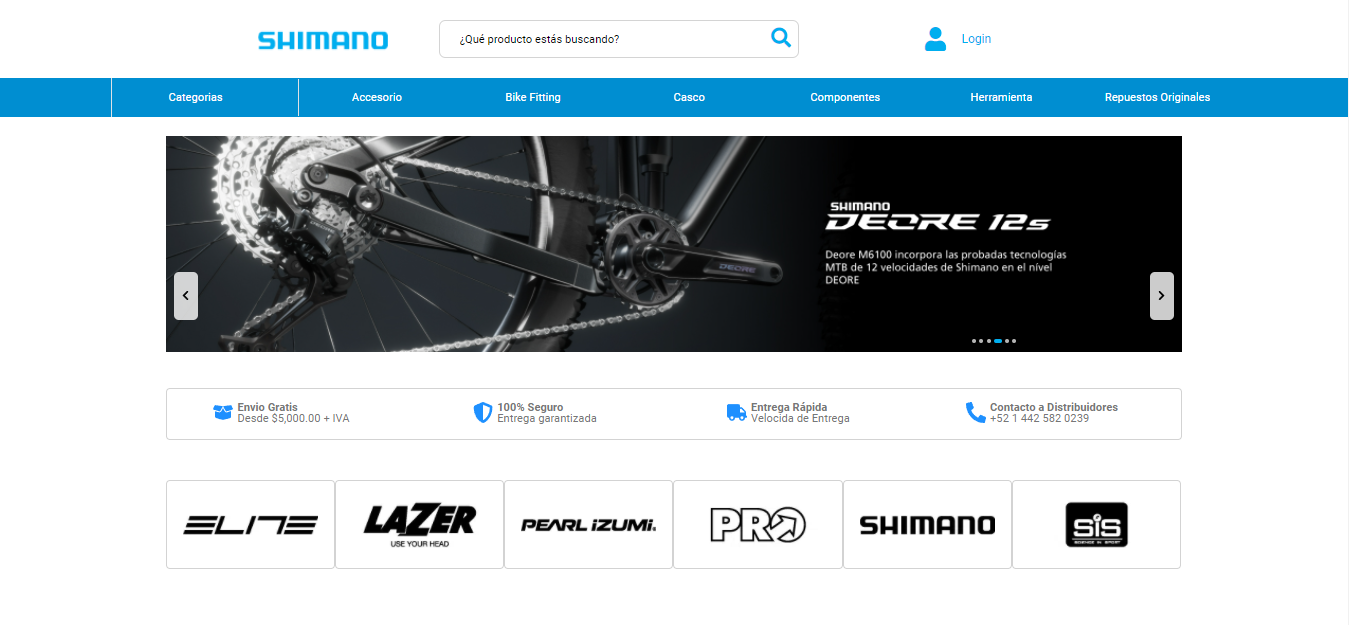 SHIMANO
¿Qué producto estás buscando?
Login
Categorias
Accesorio
Bike Fitting
Casco
Componentes
Herramienta
Repuestos Originales
SHIMANO
DEORE 12s
Deore M6100 incorpora las probadas tecnologías
MTB de 12 velocidades de Shimano en el nivel
DEORE
DEORE
Envio Gratis
Desde $5,000.00 + IVA
100% Seguro
Entrega garantizada
Entrega Rápida
Velocida de Entrega
Contacto a Distribuidores
+52 1 442 582 0239
ELITE
LAZER
USE YOUR HEAD
PEARL iZUMi.
PRO
SHIMANO
SiS
SCIENCE IN SPORT